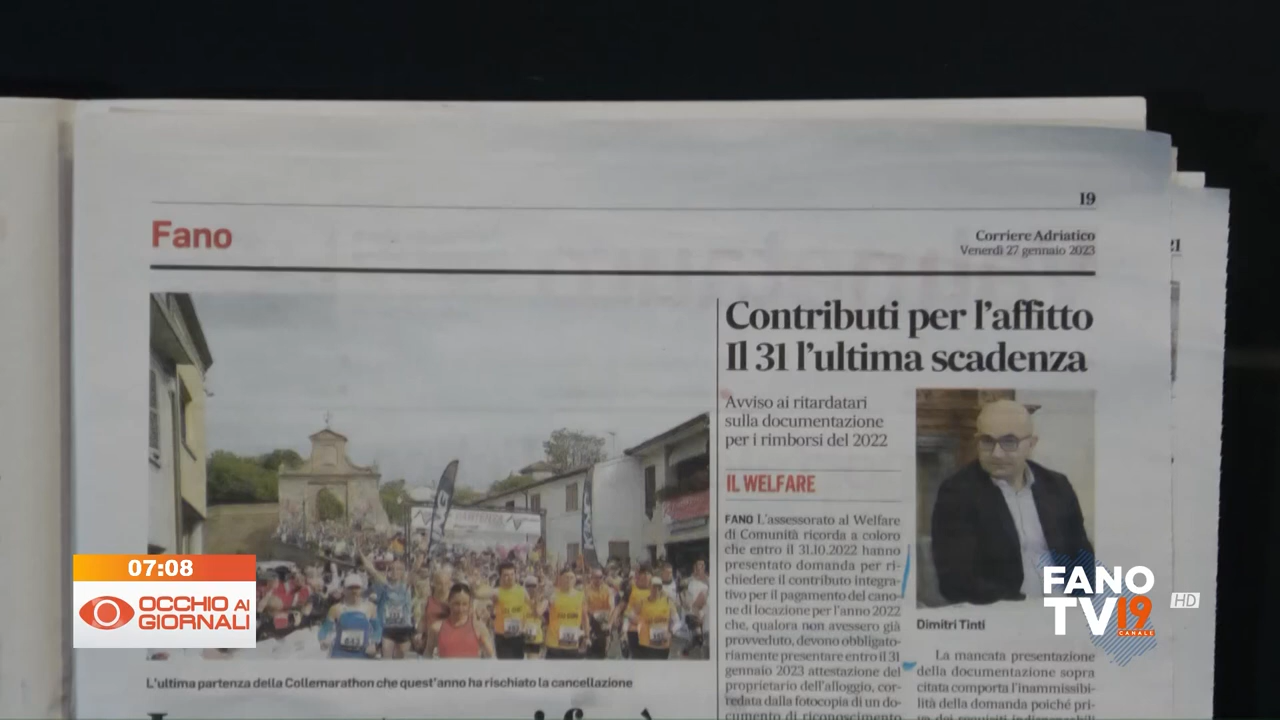 19
Fano
Corriere Adriatico
Venerdì 27 gennaio 2023
Contributi per l'affitto
Il 31 l'ultima scadenza
Avviso ai ritardatari
sulla documentazione
per i rimborsi del 2022
IL WELFARE
FANO L'assessorato al Welfare
di Comunità ricorda a coloro
che entro il 31.10.2022 hanno
presentato domanda per ri-
chiedere il contributo integra-
tivo per il pagamento del cano-
ne di locazione per l'anno 2022
che, qualora non avessero già
provveduto, devono obbligato-
riamente presentare entro il 31
gennaio 2023 attestazione del
proprietario dell'alloggio, cor-
redata dalla fotocopia di un do-
cumento di riconoscimento
Dimitri Tinti
La mancata presentazione
della documentazione sopra
citata comporta l'inammissibi-
lità della domanda poiché pri-
L'ultima partenza della Collemarathon che quest'anno ha rischiato la cancellazione
21
07:08
OCCHIO AI
GIORNALI
FANO
TV19
CANALE
HD